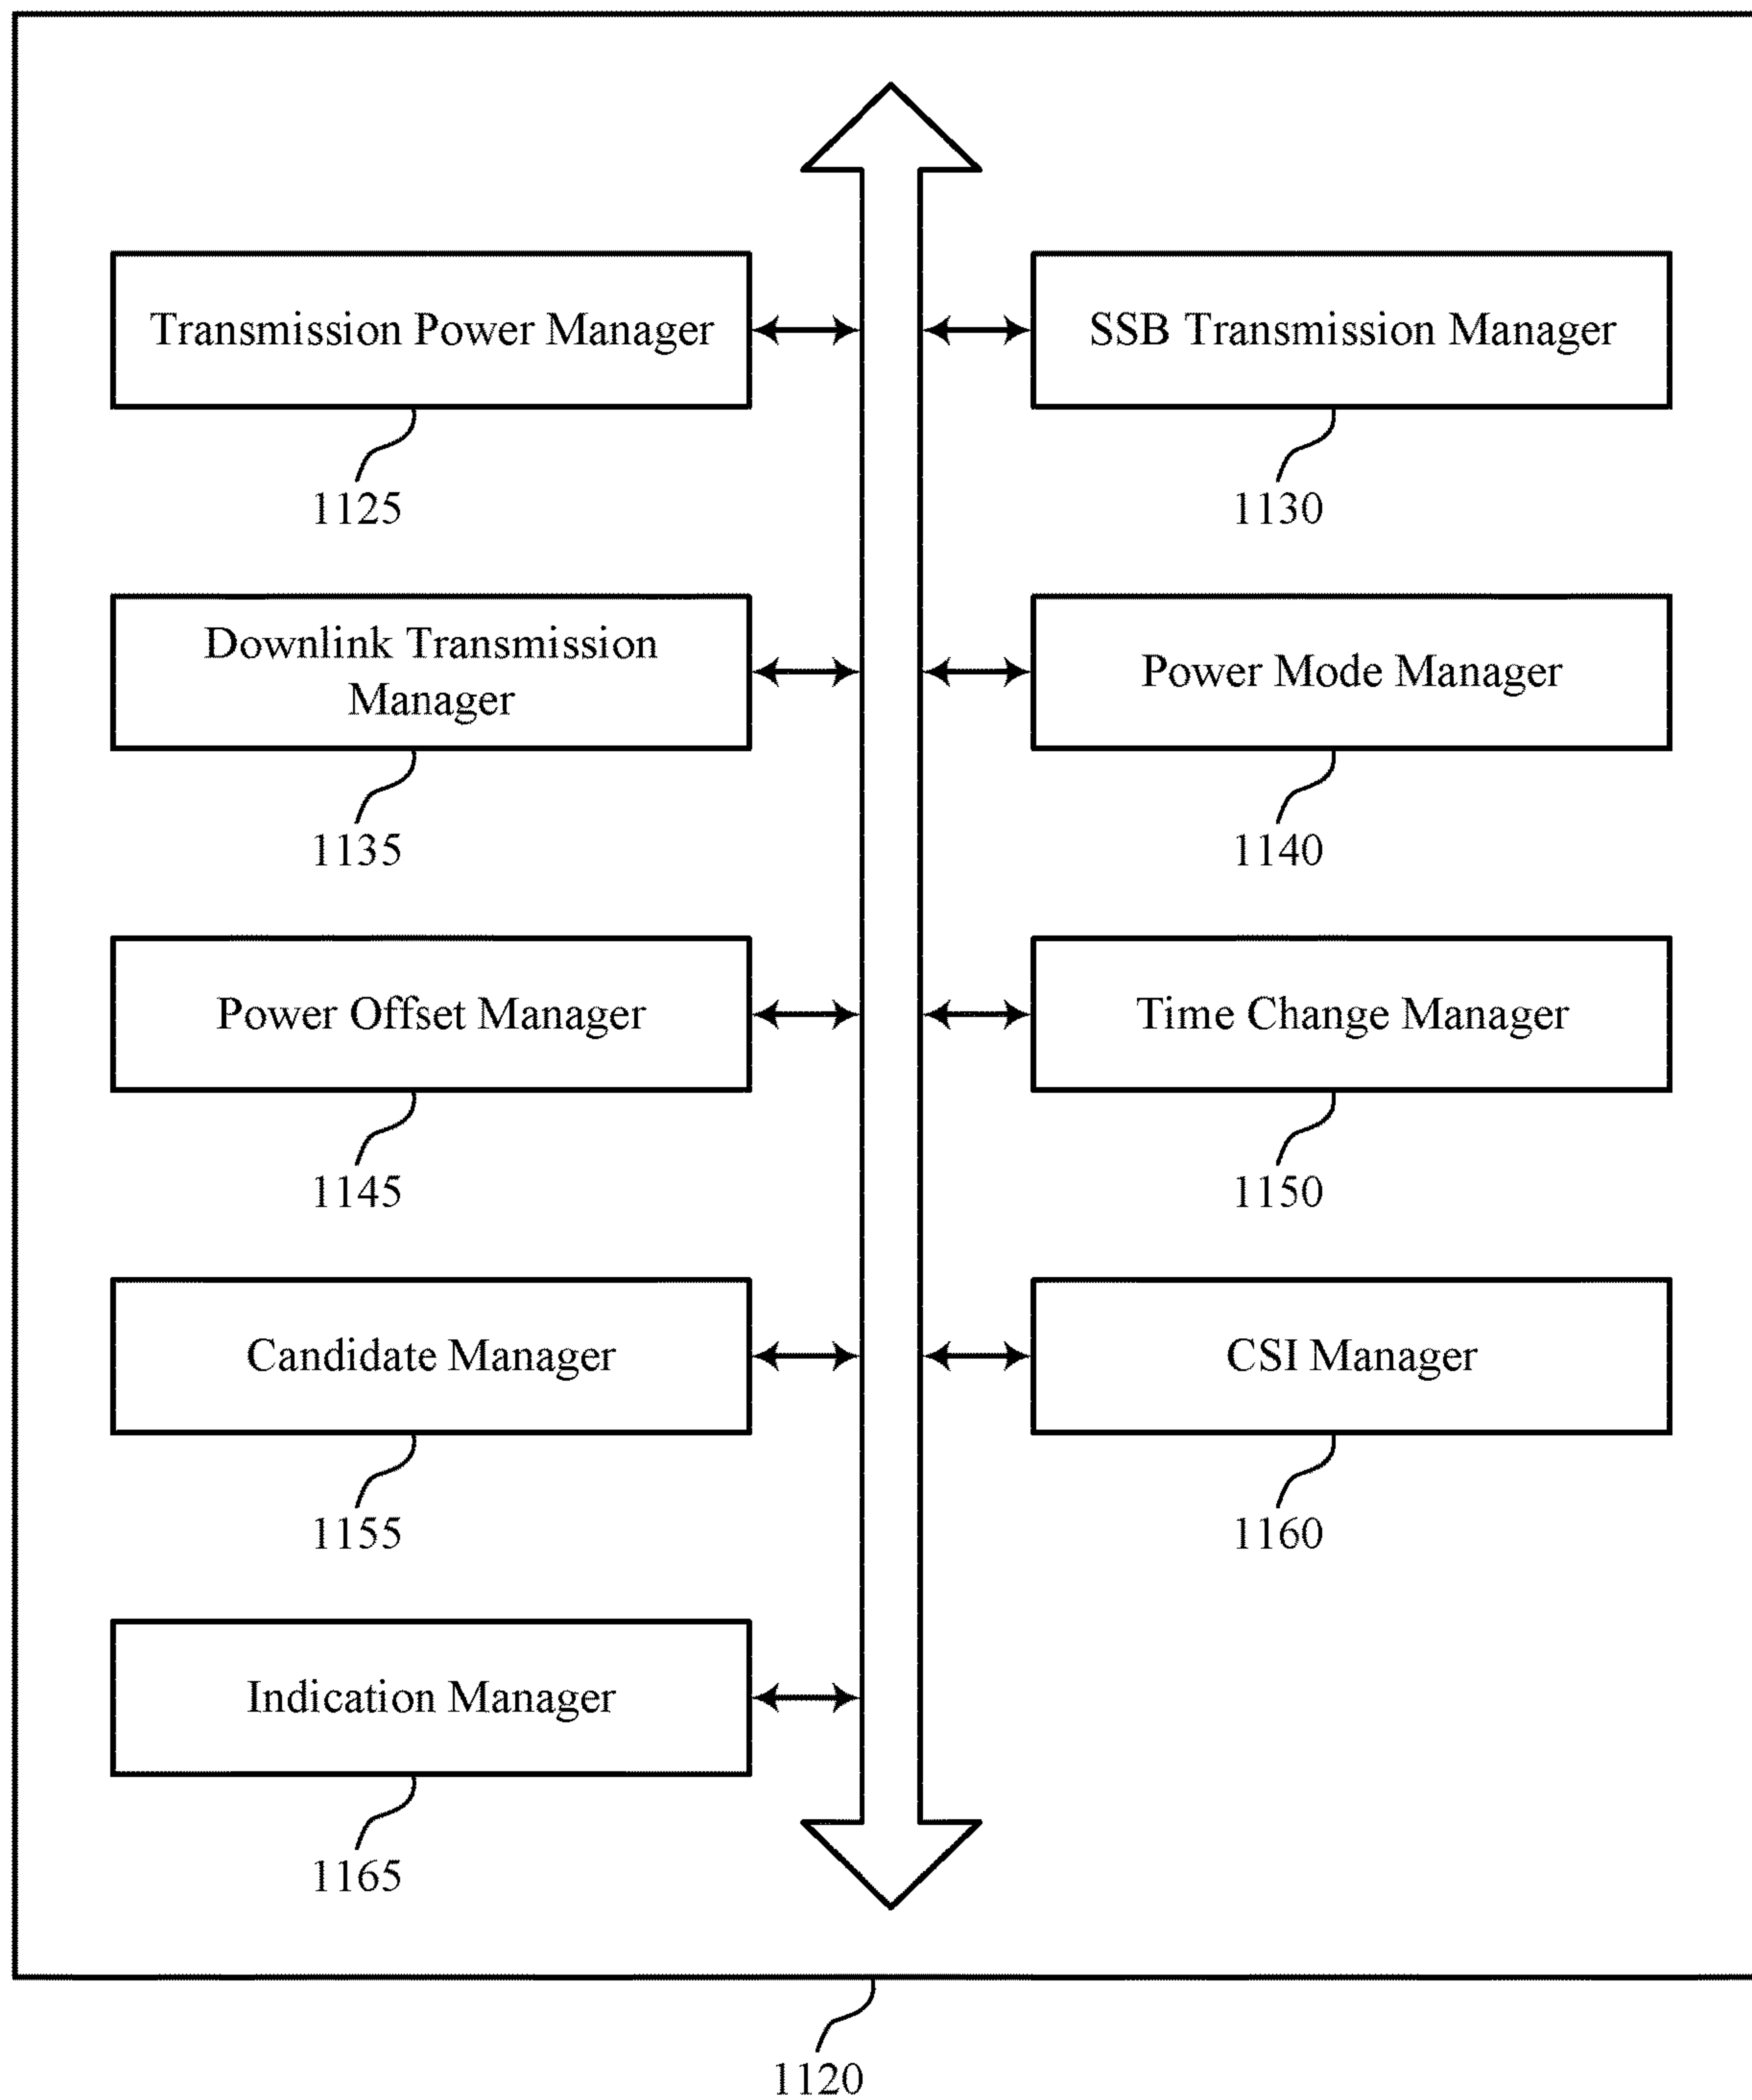 Transmission Power Manager
SSB Transmission Manager
1125
1130
Downlink Transmission
Manager
Power Mode Manager
1135
1140
Power Offset Manager
Time Change Manager
1145
1150
Candidate Manager
CSI Manager
1155
1160
Indication Manager
1165
1120